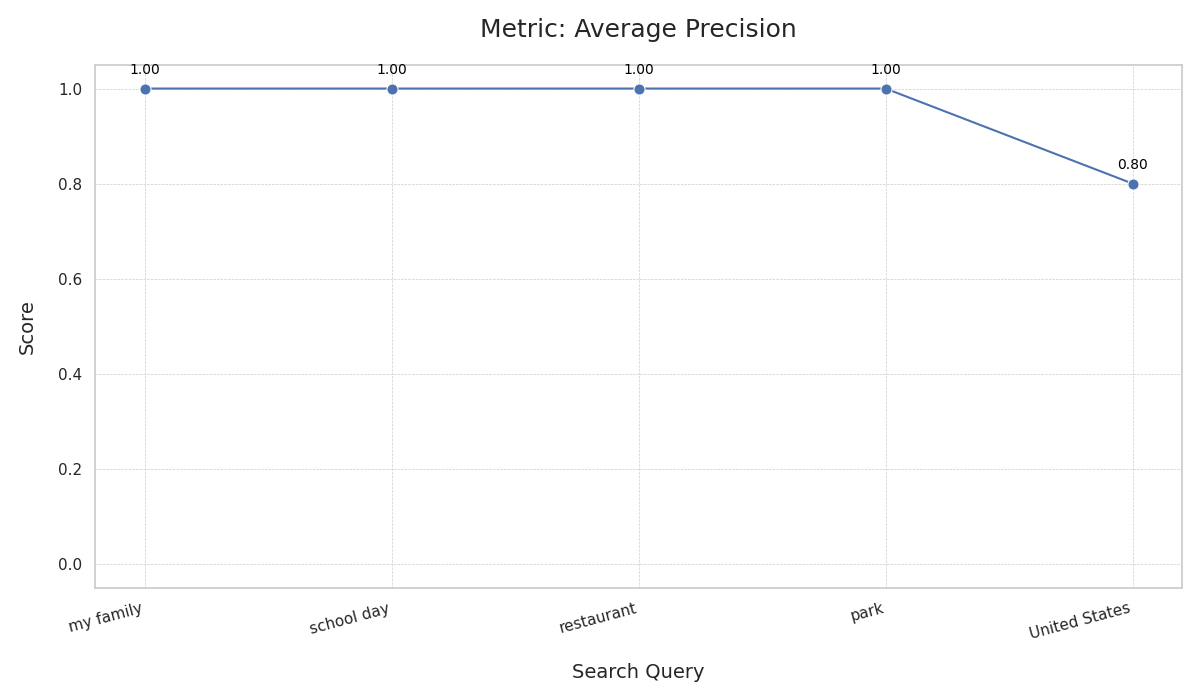 Metric: Average Precision
1.00
1.00
1.00
1.00
0.80
1.0
0.8
0.6
0.4
0.2
0.0
Score
my family
school day
restaurant
park
United States
Search Query